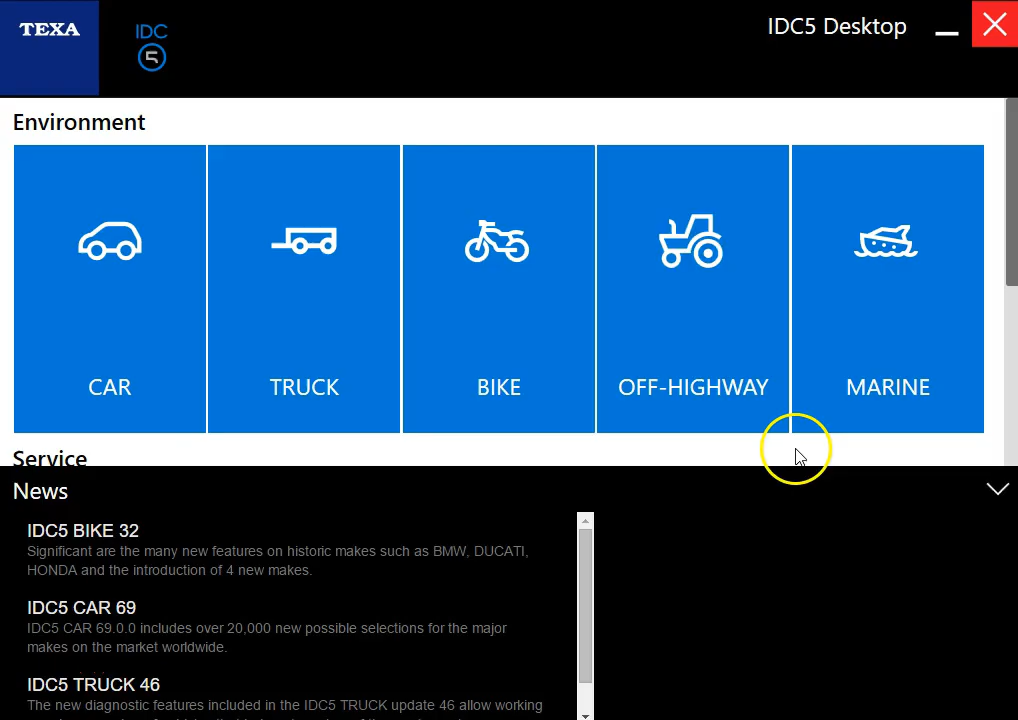 TEXA
IDC
5
IDC5 Desktop
Environment
CAR
TRUCK
BIKE
OFF-HIGHWAY
MARINE
Service
News
IDC5 BIKE 32
Significant are the many new features on historic makes such as BMW, DUCATI,
HONDA and the introduction of 4 new makes.
IDC5 CAR 69
IDC5 CAR 69.0.0 includes over 20,000 new possible selections for the major
makes on the market worldwide.
IDC5 TRUCK 46
The new diagnostic features included in the IDC5 TRUCK update 46 allow working